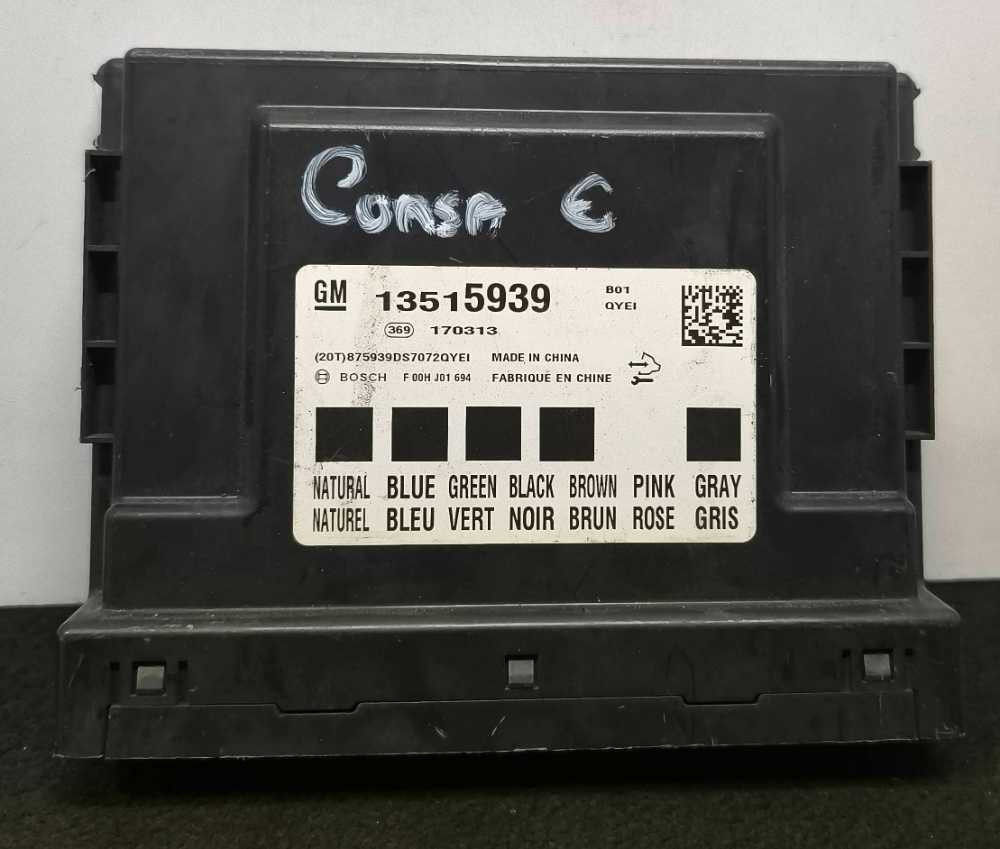 Corsa E
GM 13515939 B01
QYEI
369 170313
(20T)875939DS7072QYEI MADE IN CHINA
BOSCH F 00H J01 694 FABRIQUÉ EN CHINE
NATURAL BLUE GREEN BLACK BROWN PINK GRAY
NATUREL BLEU VERT NOIR BRUN ROSE GRIS